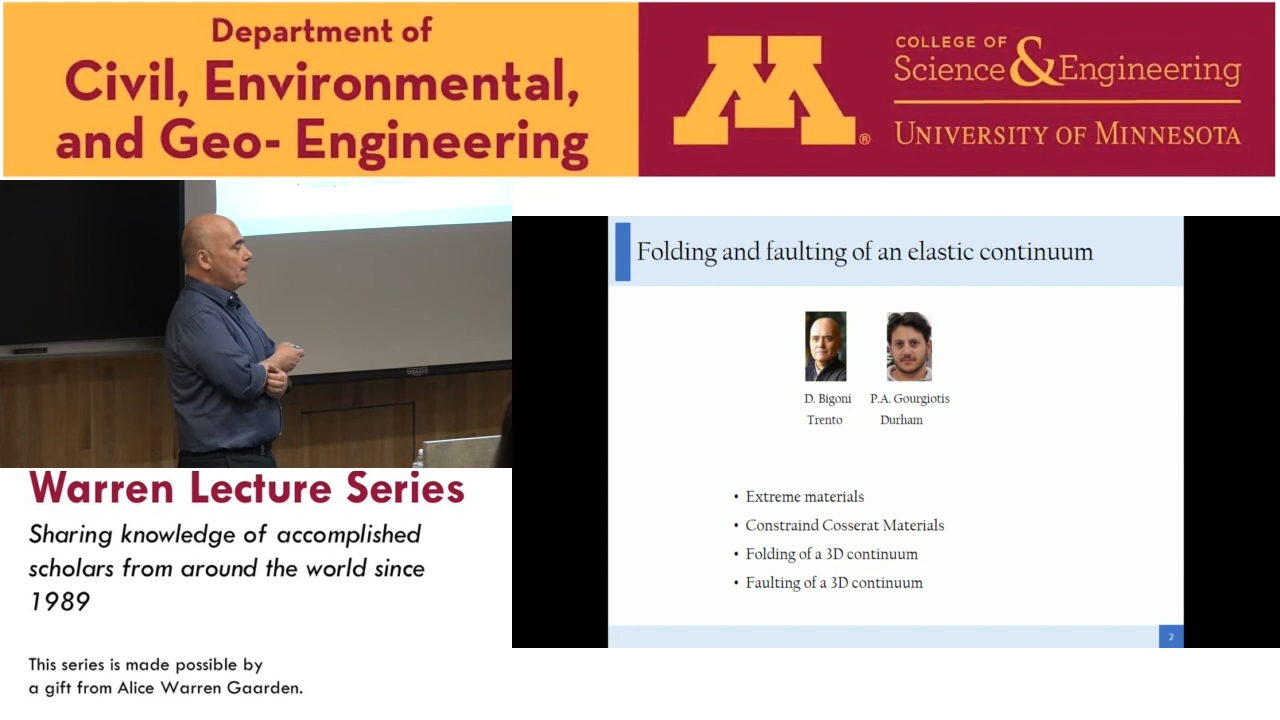 Department of
Civil, Environmental,
and Geo- Engineering
COLLEGE OF
Science & Engineering
UNIVERSITY OF MINNESOTA
®
Folding and faulting of an elastic continuum
D. Bigoni
Trento
P.A. Gourgiotis
Durham
• Extreme materials
• Constraind Cosserat Materials
• Folding of a 3D continuum
• Faulting of a 3D continuum
2
Warren Lecture Series
Sharing knowledge of accomplished
scholars from around the world since
1989
This series is made possible by
a gift from Alice Warren Gaarden.